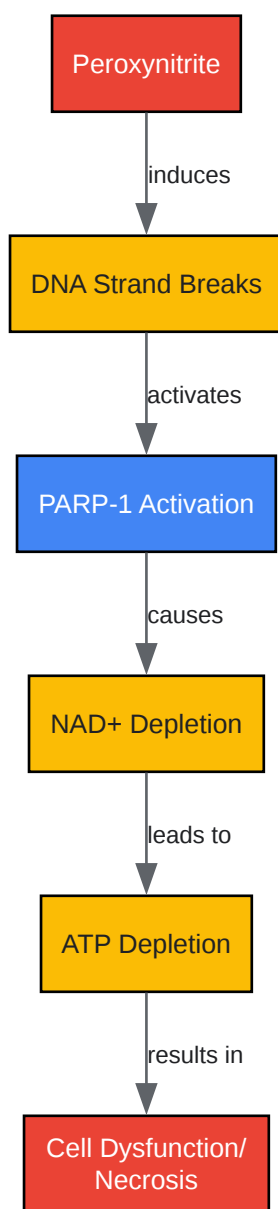 Peroxynitrite
induces
DNA Strand Breaks
activates
PARP-1 Activation
causes
NAD+ Depletion
leads to
ATP Depletion
results in
Cell Dysfunction/
Necrosis